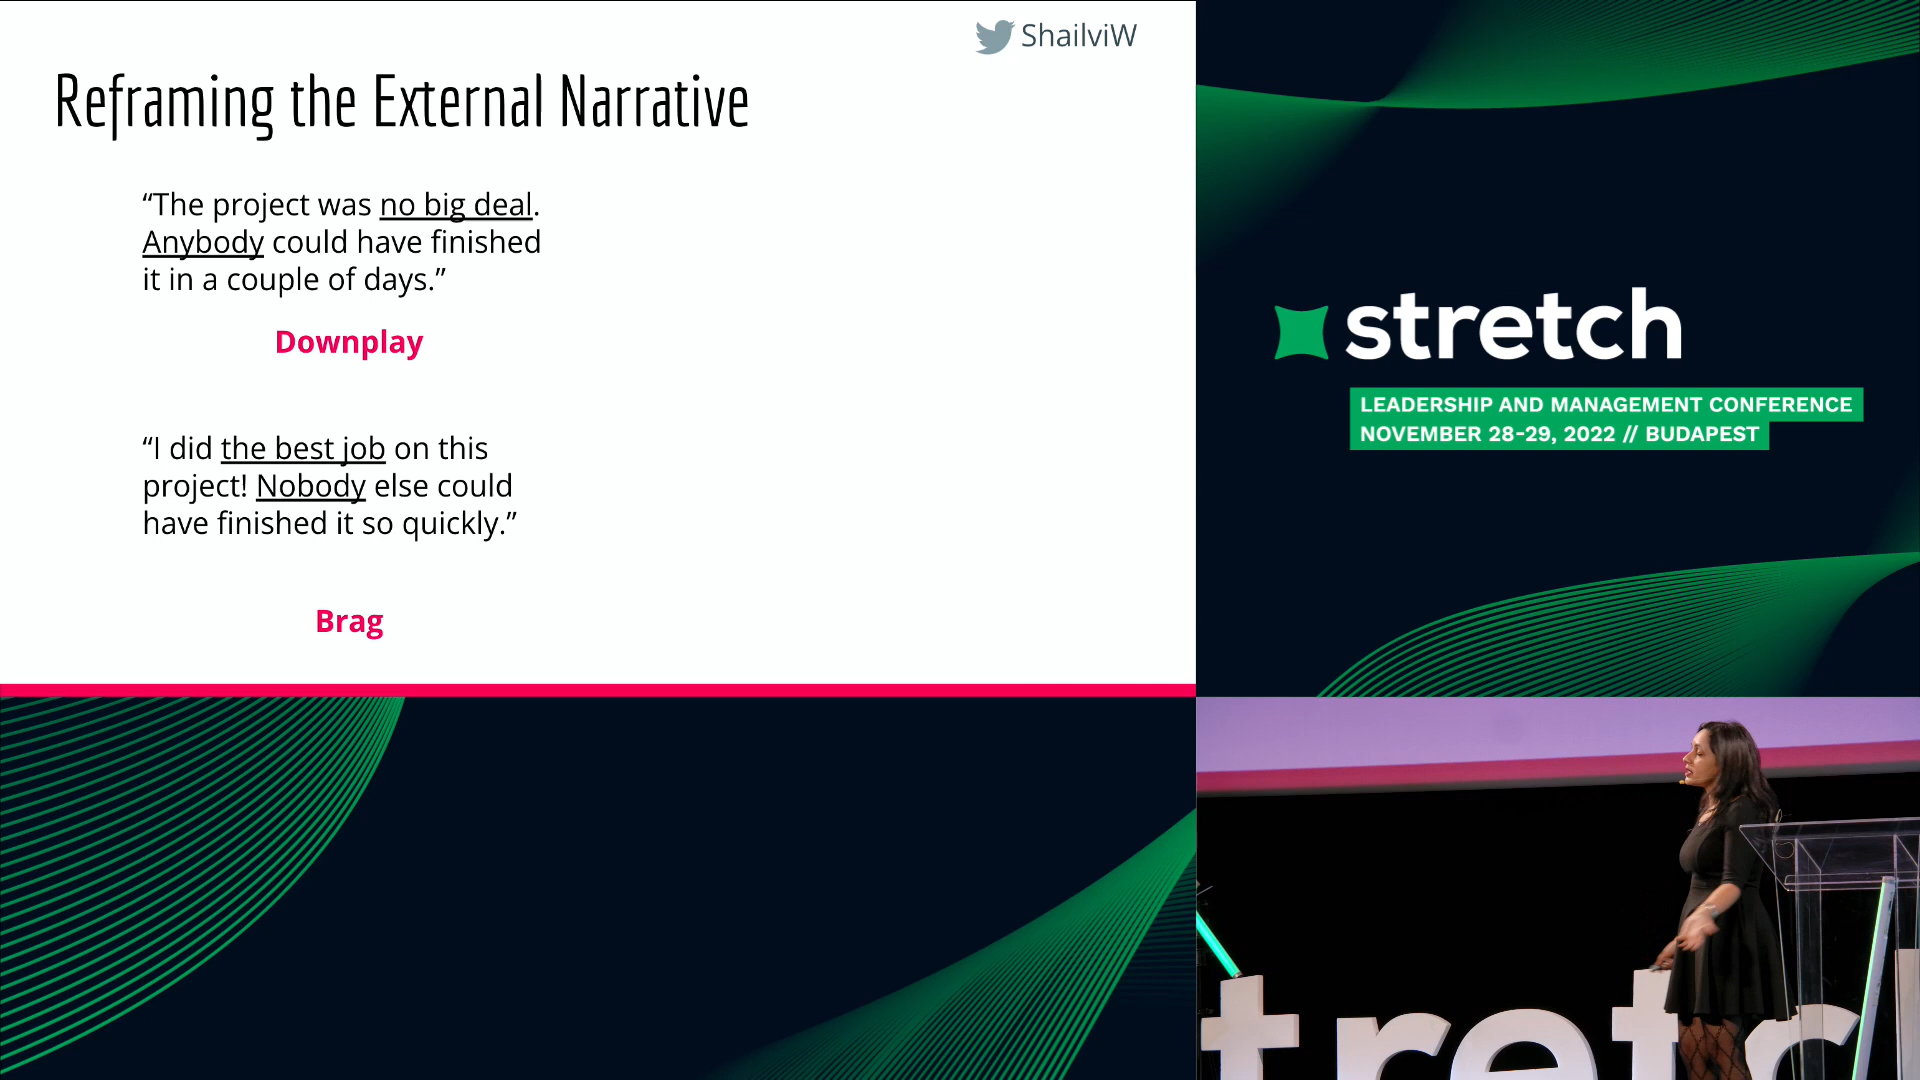 ShailviW
Reframing the External Narrative
“The project was no big deal.
Anybody could have finished
it in a couple of days.”
Downplay
“I did the best job on this
project! Nobody else could
have finished it so quickly.”
Brag
stretch
LEADERSHIP AND MANAGEMENT CONFERENCE
NOVEMBER 28-29, 2022 // BUDAPEST
stretch